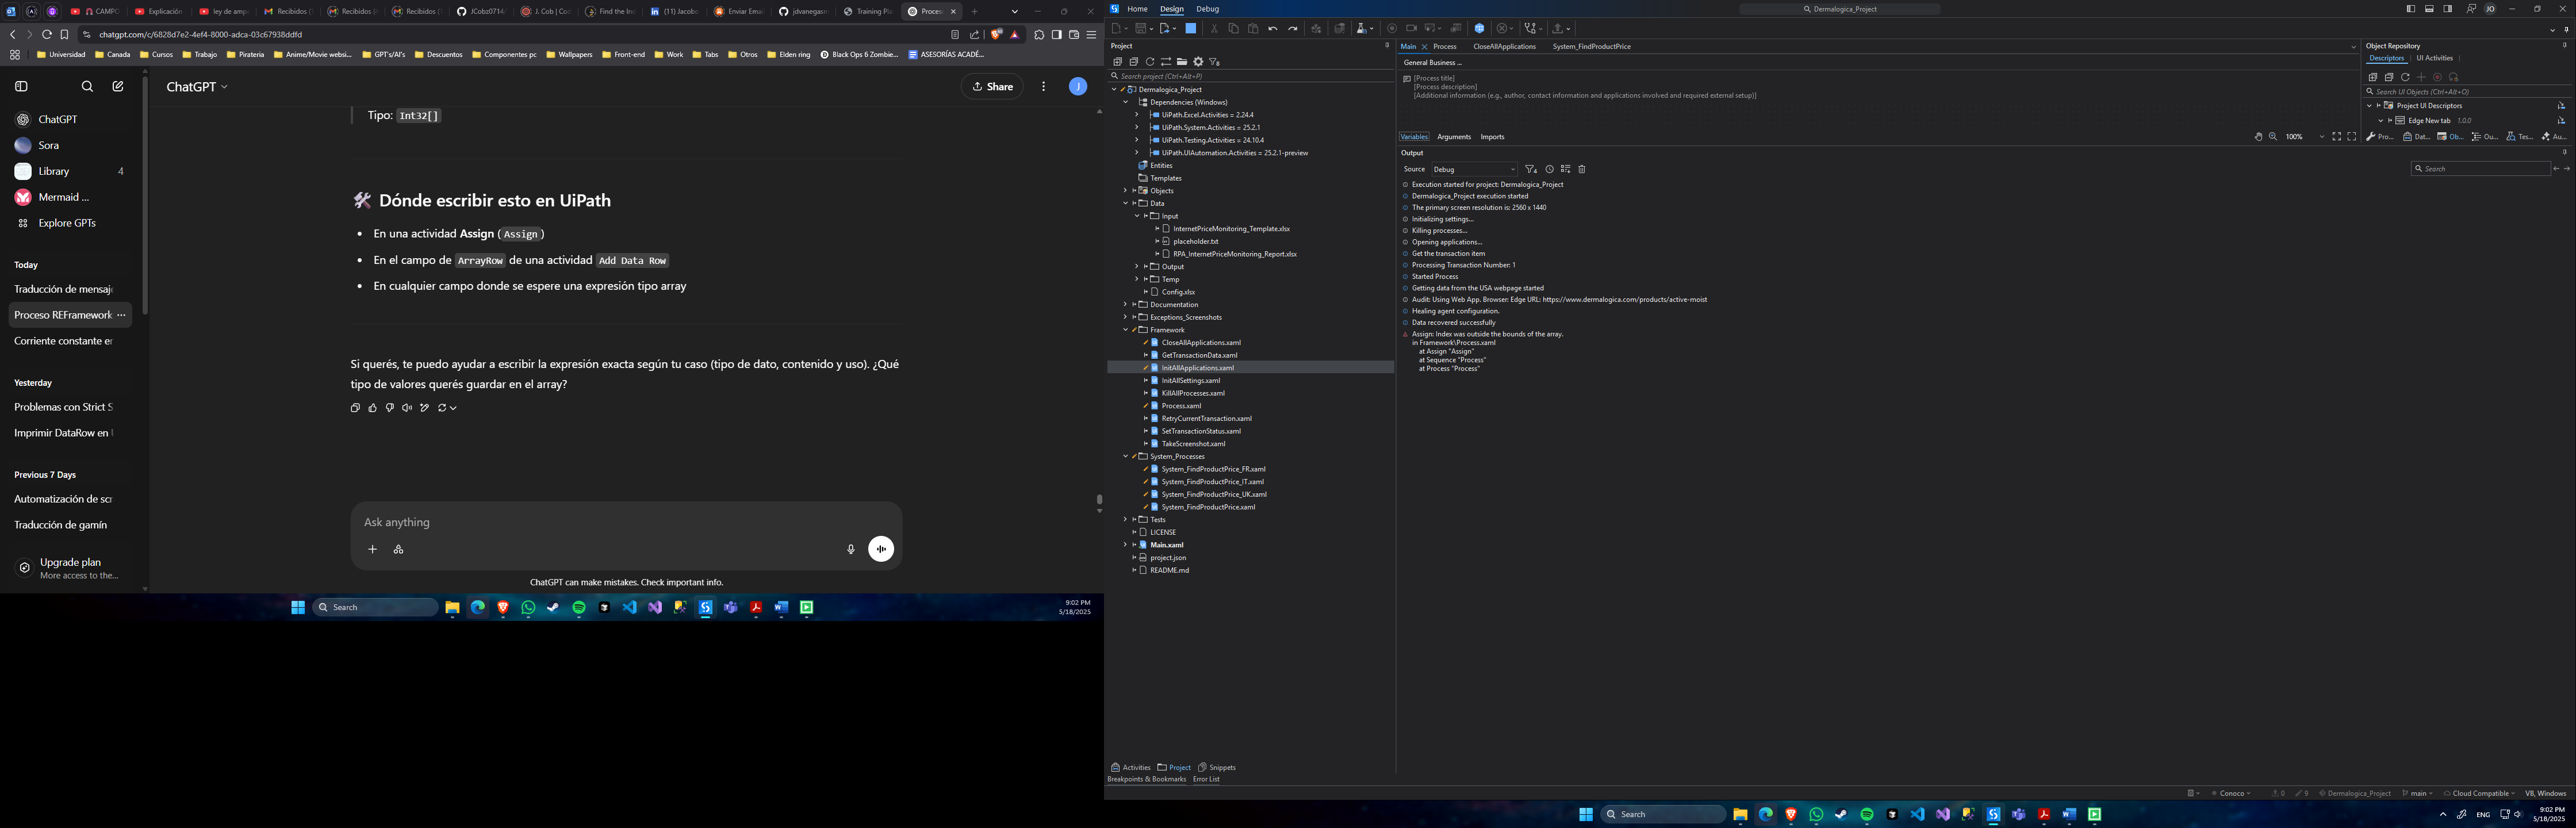 CAMPO
Explicación
ley de amp
Recibidos (
Recibidos (
Recibidos (
JCobz0714
J. Cob | Cod
Find the Ins
(11) Jacobo
Enviar Emai
jdvanegasm
Training Pla
Proces
chatgpt.com/c/6828d7e2-4ef4-8000-adca-03c67938ddfd
Universidad
Canada
Cursos
Trabajo
Pirateria
Anime/Movie websi...
GPT's/AI's
Descuentos
Componentes pc
Wallpapers
Front-end
Work
Tabs
Otros
Elden ring
Black Ops 6 Zombie...
ASESORÍAS ACADÉ...
ChatGPT
Share
J
ChatGPT
Sora
Library 4
Mermaid ...
Explore GPTs
Today
Traducción de mensaj
Proceso REFramework
Corriente constante er
Yesterday
Problemas con Strict S
Imprimir DataRow en
Previous 7 Days
Automatización de scr
Traducción de gamín
Upgrade plan
More access to the...
Tipo: Int32[]
🛠 Dónde escribir esto en UiPath
• En una actividad Assign (Assign)
• En el campo de ArrayRow de una actividad Add Data Row
• En cualquier campo donde se espere una expresión tipo array
Si querés, te puedo ayudar a escribir la expresión exacta según tu caso (tipo de dato, contenido y uso). ¿Qué
tipo de valores querés guardar en el array?
Ask anything
ChatGPT can make mistakes. Check important info.
Search
9:02 PM
5/18/2025
Home
Design
Debug
Dermalogica_Project
JO
Project
Search project (Ctrl+Alt+P)
Dermalogica_Project
Dependencies (Windows)
UiPath.Excel.Activities = 2.24.4
UiPath.System.Activities = 25.2.1
UiPath.Testing.Activities = 24.10.4
UiPath.UIAutomation.Activities = 25.2.1-preview
Entities
Templates
Objects
Data
Input
InternetPriceMonitoring_Template.xlsx
placeholder.txt
RPA_InternetPriceMonitoring_Report.xlsx
Output
Temp
Config.xlsx
Documentation
Exceptions_Screenshots
Framework
CloseAllApplications.xaml
GetTransactionData.xaml
InitAllApplications.xaml
InitAllSettings.xaml
KillAllProcesses.xaml
Process.xaml
RetryCurrentTransaction.xaml
SetTransactionStatus.xaml
TakeScreenshot.xaml
System_Processes
System_FindProductPrice_FR.xaml
System_FindProductPrice_IT.xaml
System_FindProductPrice_UK.xaml
System_FindProductPrice.xaml
Tests
LICENSE
Main.xaml
project.json
README.md
Activities
Project
Snippets
Breakpoints & Bookmarks
Error List
Main
Process
CloseAllApplications
System_FindProductPrice
General Business ...
[Process title]
[Process description]
[Additional information (e.g., author, contact information and applications involved and required external setup)]
Variables
Arguments
Imports
100%
Output
Source
Debug
Search
Execution started for project: Dermalogica_Project
Dermalogica_Project execution started
The primary screen resolution is: 2560 x 1440
Initializing settings...
Killing processes...
Opening applications...
Get the transaction item
Processing Transaction Number: 1
Started Process
Getting data from the USA webpage started
Audit: Using Web App. Browser: Edge URL: https://www.dermalogica.com/products/active-moist
Healing agent configuration.
Data recovered successfully
Assign: Index was outside the bounds of the array.
in Framework\Process.xaml
at Assign "Assign"
at Sequence "Process"
at Process "Process"
Object Repository
Descriptors
UI Activities
Search UI Objects (Ctrl+Alt+O)
Project UI Descriptors
Edge New tab 1.0.0
Pro...
Dat...
Ob...
Ou...
Tes...
Au...
0
9
Conoco
Dermalogica_Project
main
Cloud Compatible
VB, Windows
Search
ENG
9:02 PM
5/18/2025